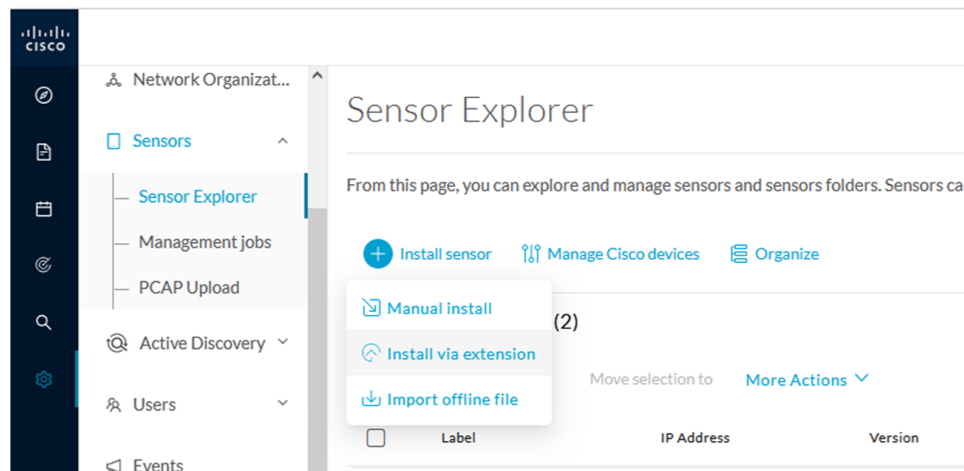 CISCO
Network Organizat...
Sensors
Sensor Explorer
Management jobs
PCAP Upload
Active Discovery
Users
Events
Sensor Explorer
From this page, you can explore and manage sensors and sensors folders. Sensors ca
Install sensor Manage Cisco devices Organize
Manual install
Install via extension
Import offline file
(2)
Move selection to More Actions
Label IP Address Version